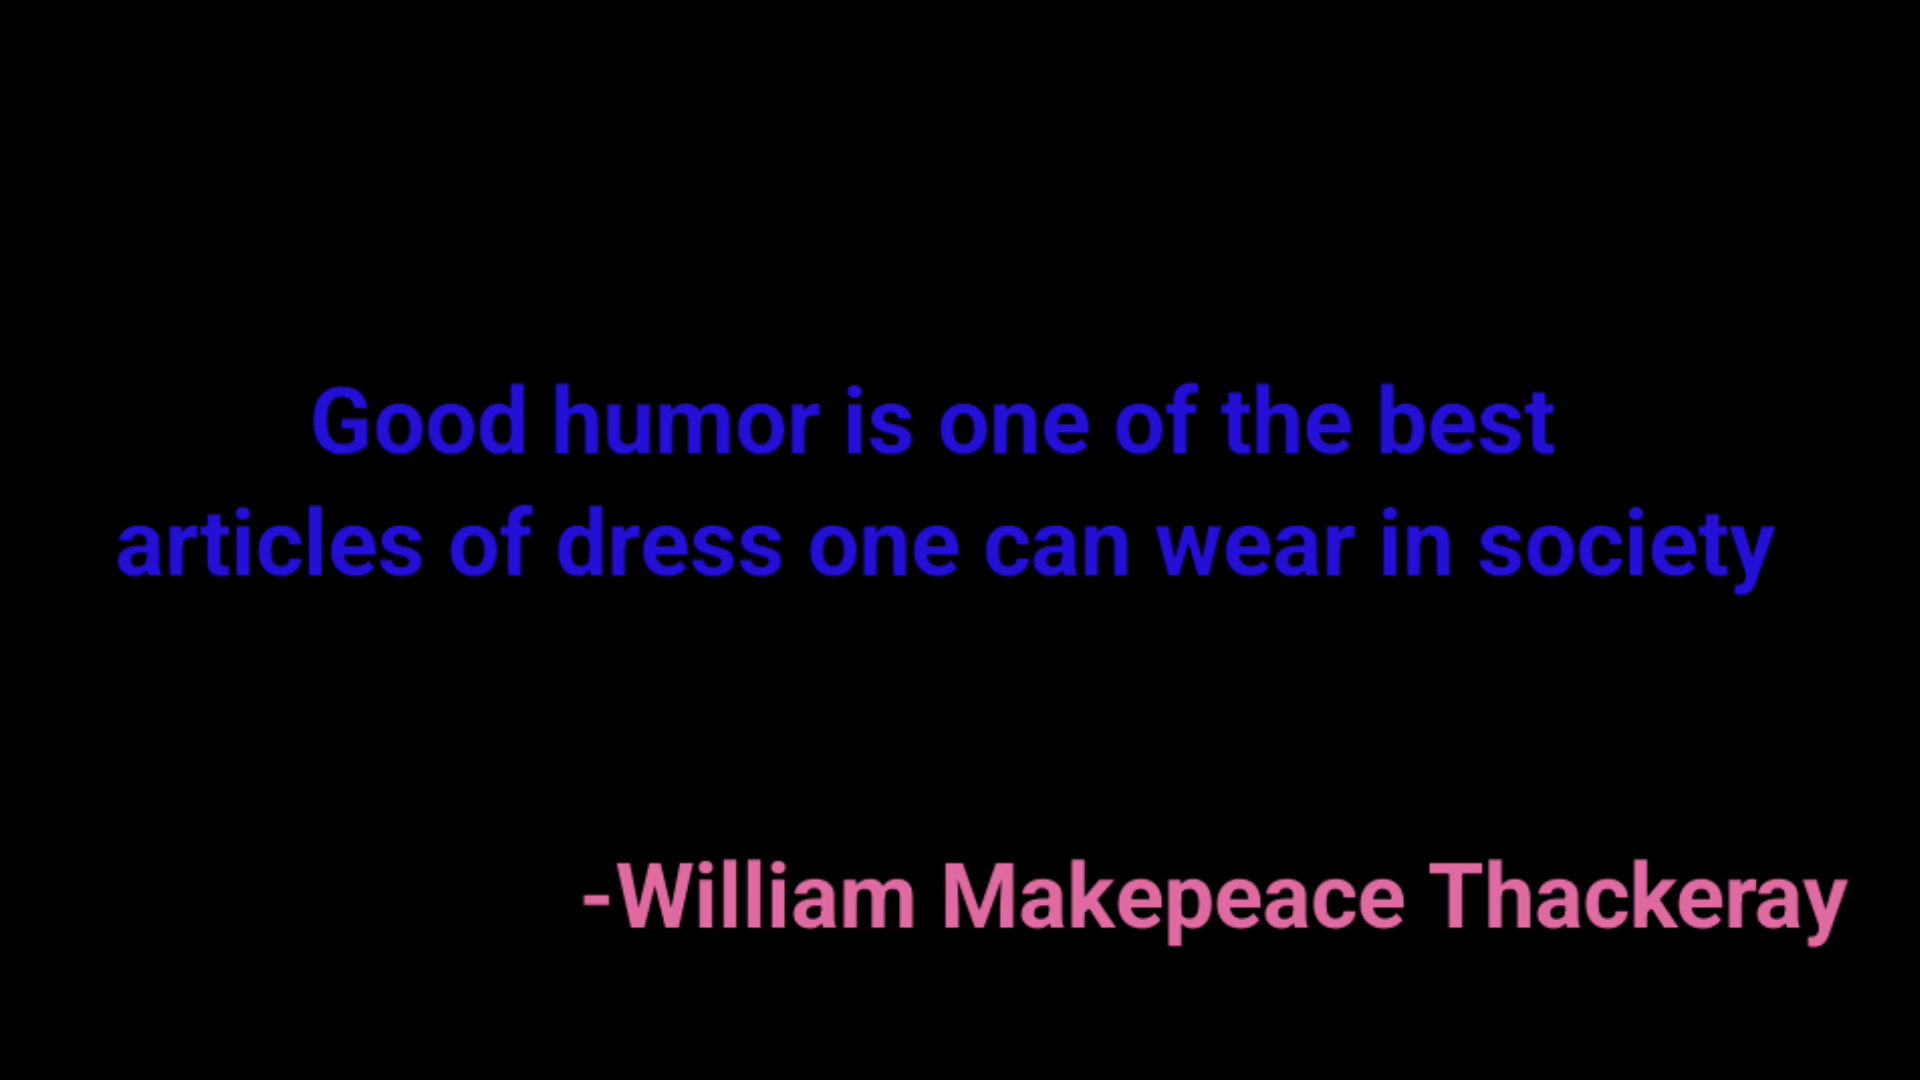 Good humor is one of the best
articles of dress one can wear in society
-William Makepeace Thackeray